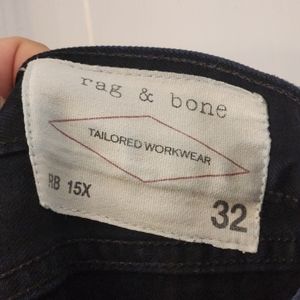 rag & bone
TAILORED WORKWEAR
RB 15X
32